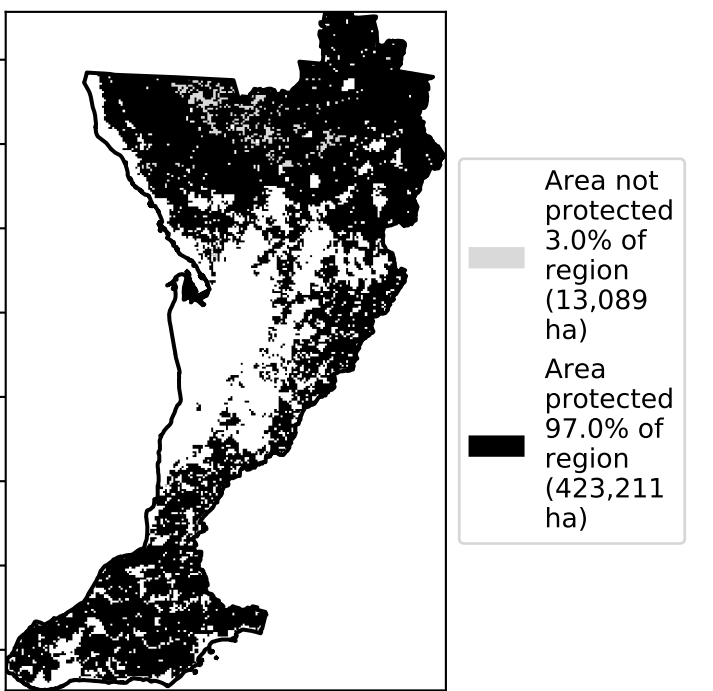 Area not
protected
3.0% of
region
(13,089
ha)
Area
protected
97.0% of
region
(423,211
ha)